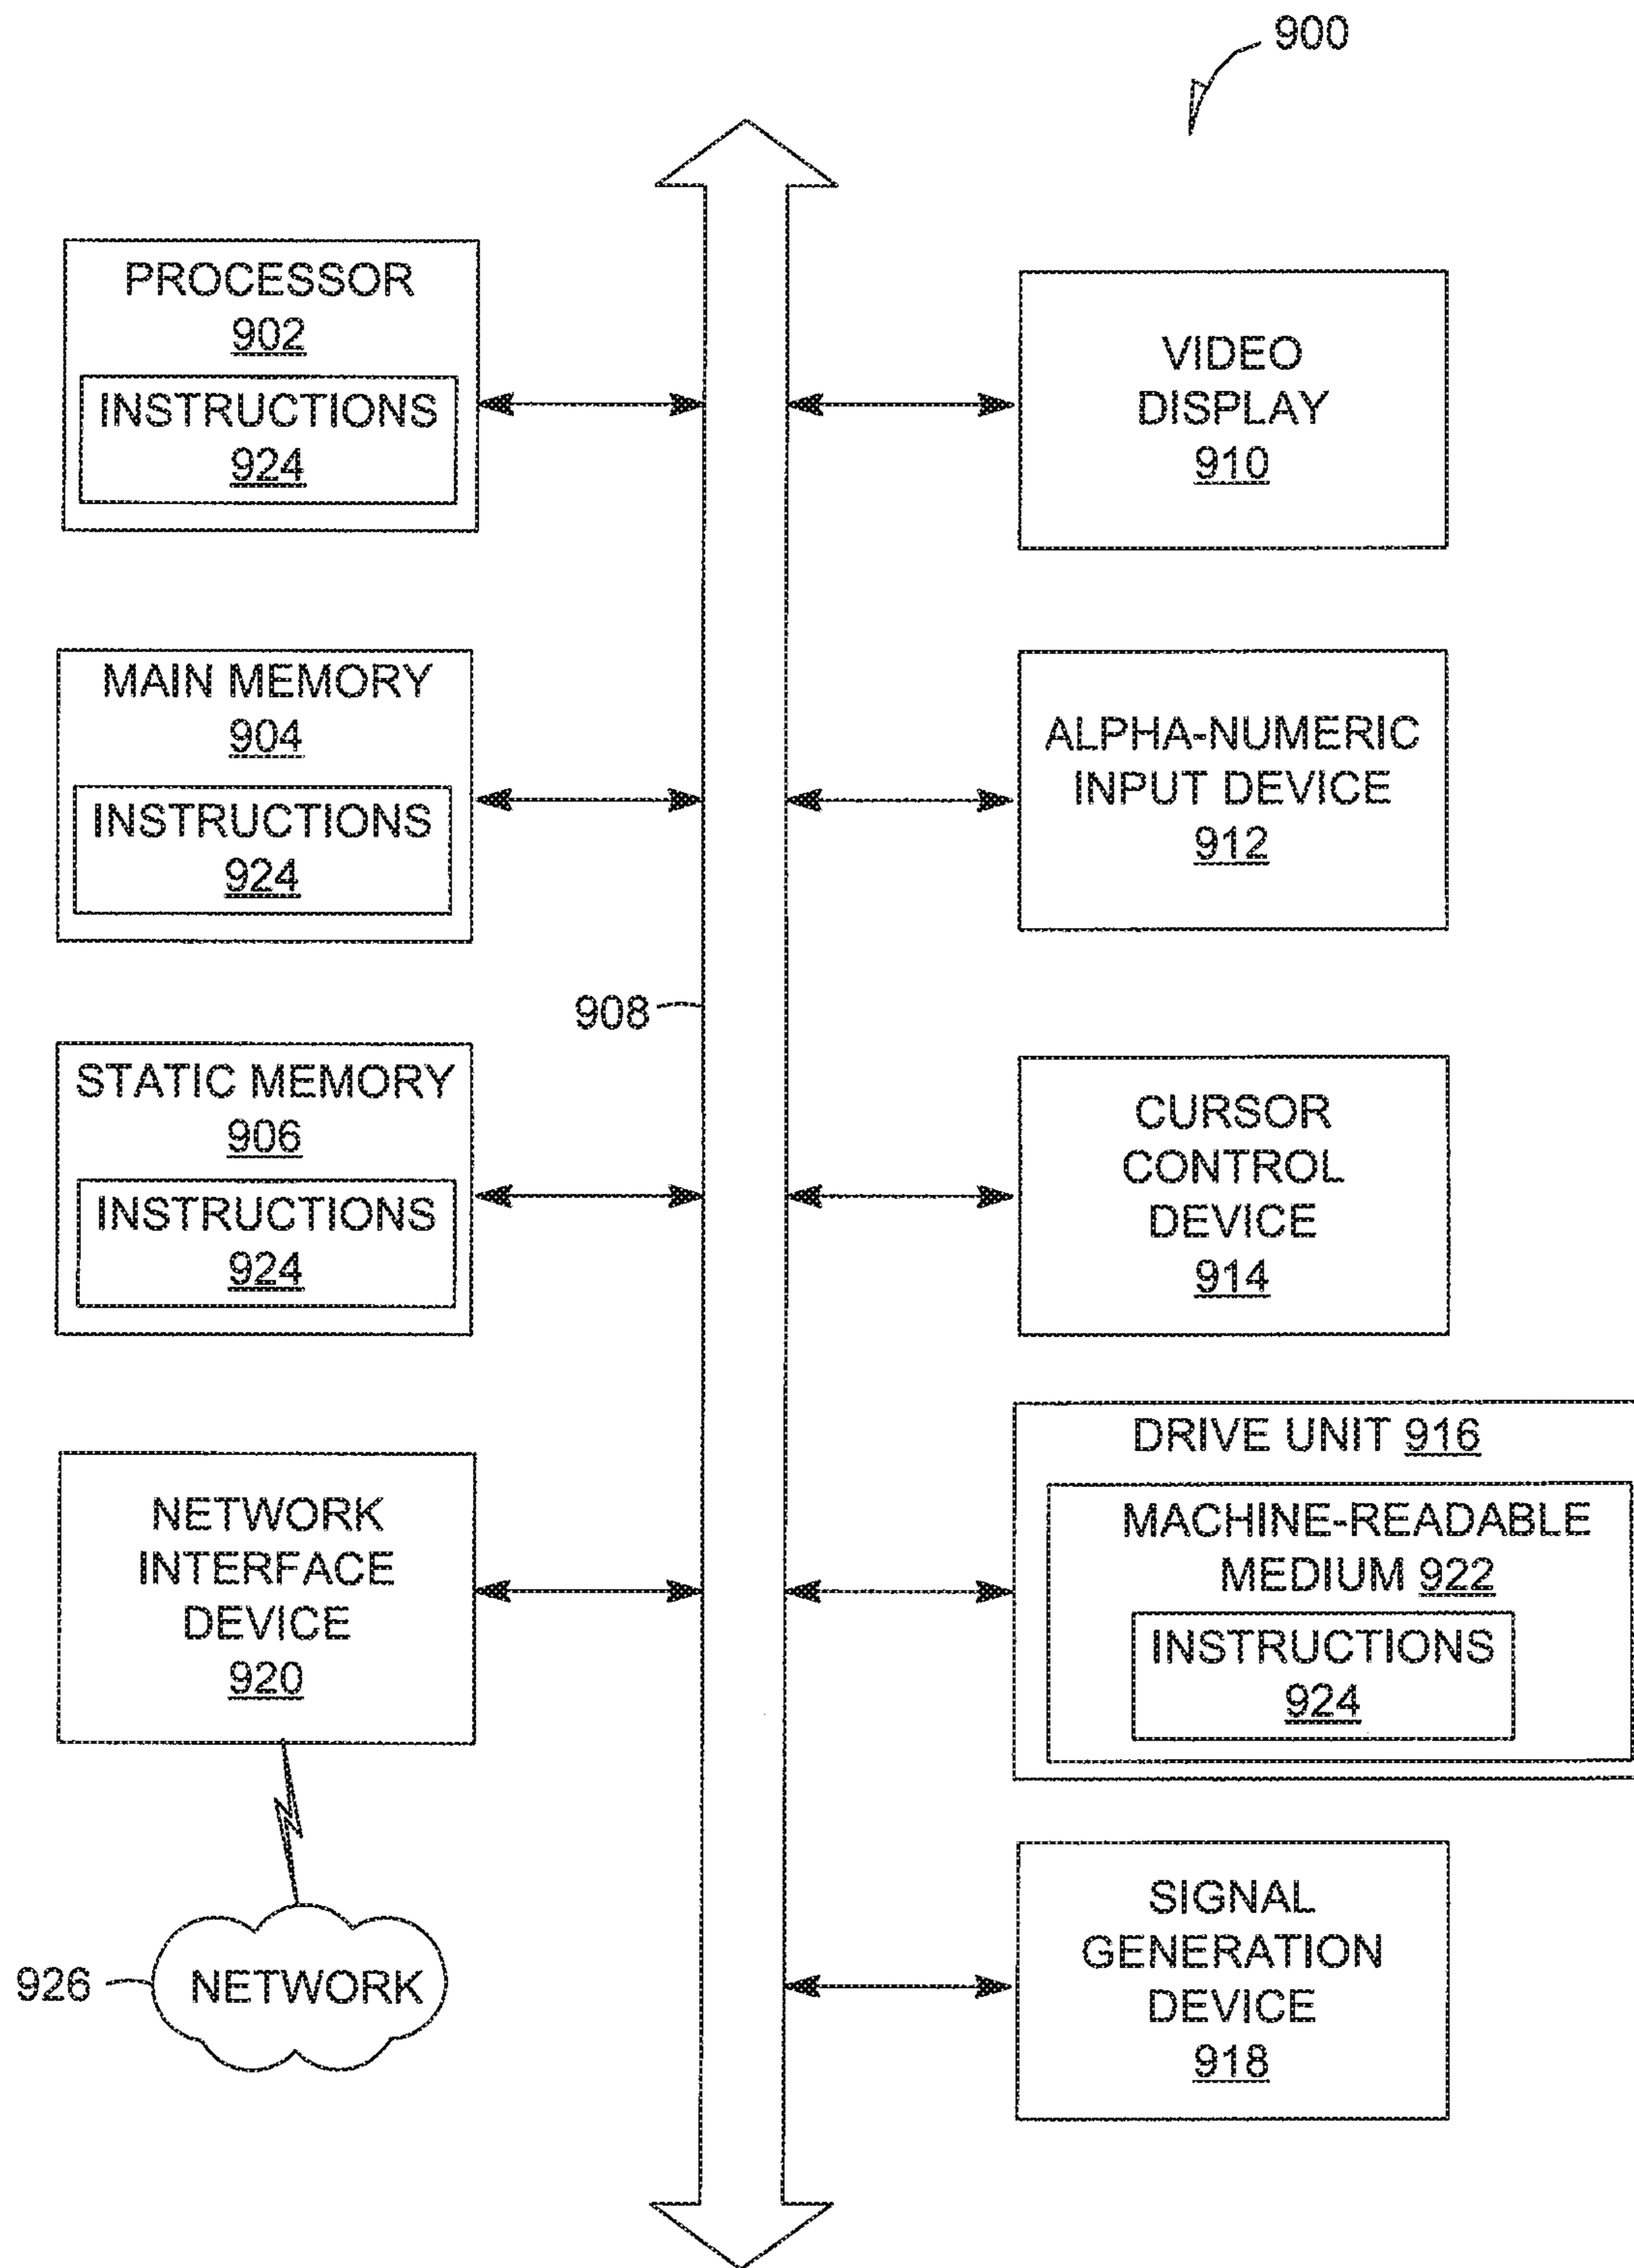 900
PROCESSOR
902
INSTRUCTIONS
924
VIDEO
DISPLAY
910
MAIN MEMORY
904
INSTRUCTIONS
924
ALPHA-NUMERIC
INPUT DEVICE
912
908
STATIC MEMORY
906
INSTRUCTIONS
924
CURSOR
CONTROL
DEVICE
914
NETWORK
INTERFACE
DEVICE
920
DRIVE UNIT 916
MACHINE-READABLE
MEDIUM 922
INSTRUCTIONS
924
926
NETWORK
SIGNAL
GENERATION
DEVICE
918